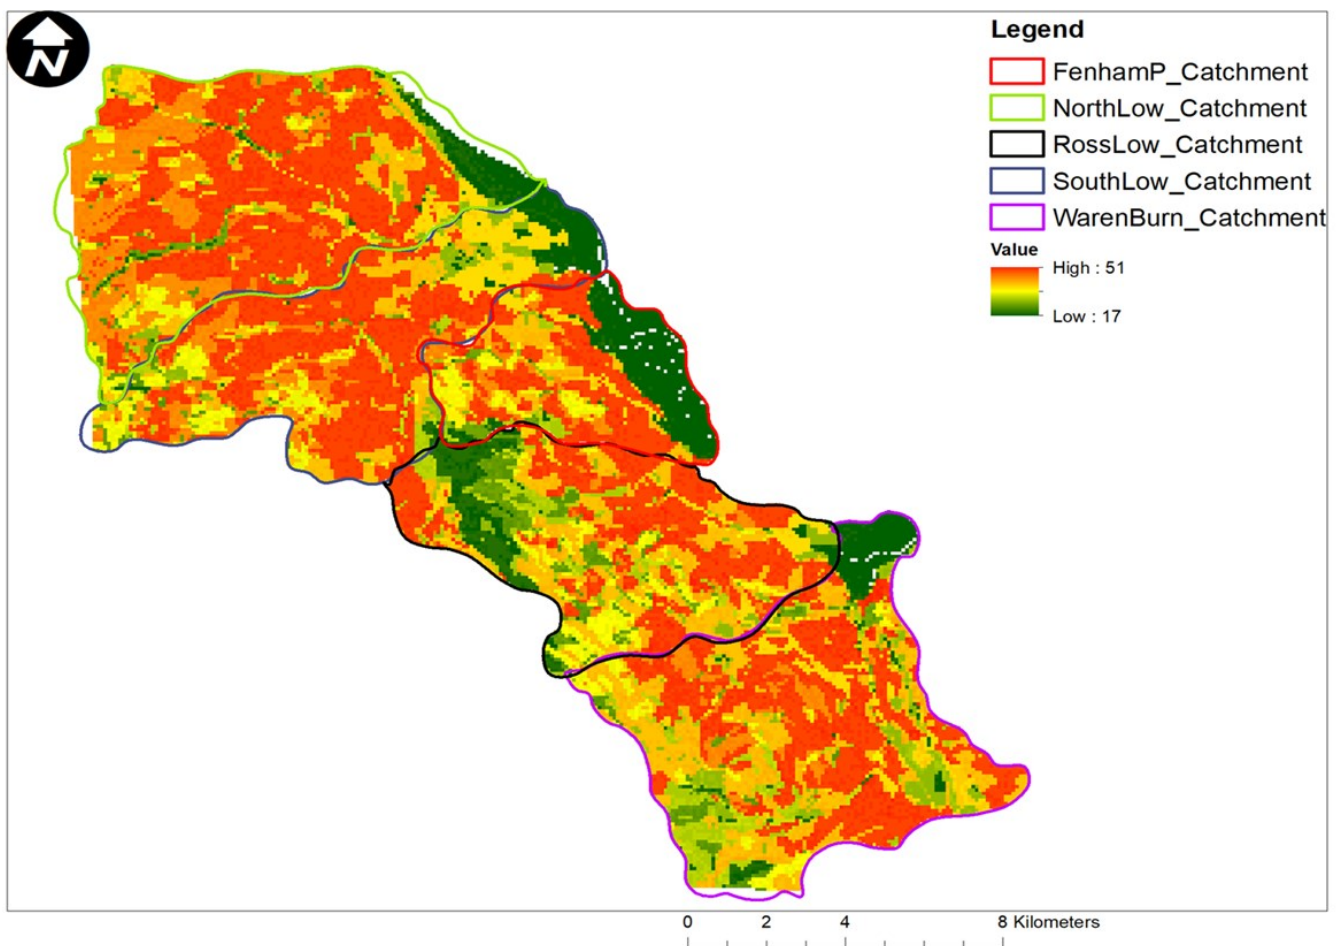 N
Legend
FenhamP_Catchment
NorthLow_Catchment
RossLow_Catchment
SouthLow_Catchment
WarenBurn_Catchment
Value
High : 51
Low : 17
0 2 4 8 Kilometers